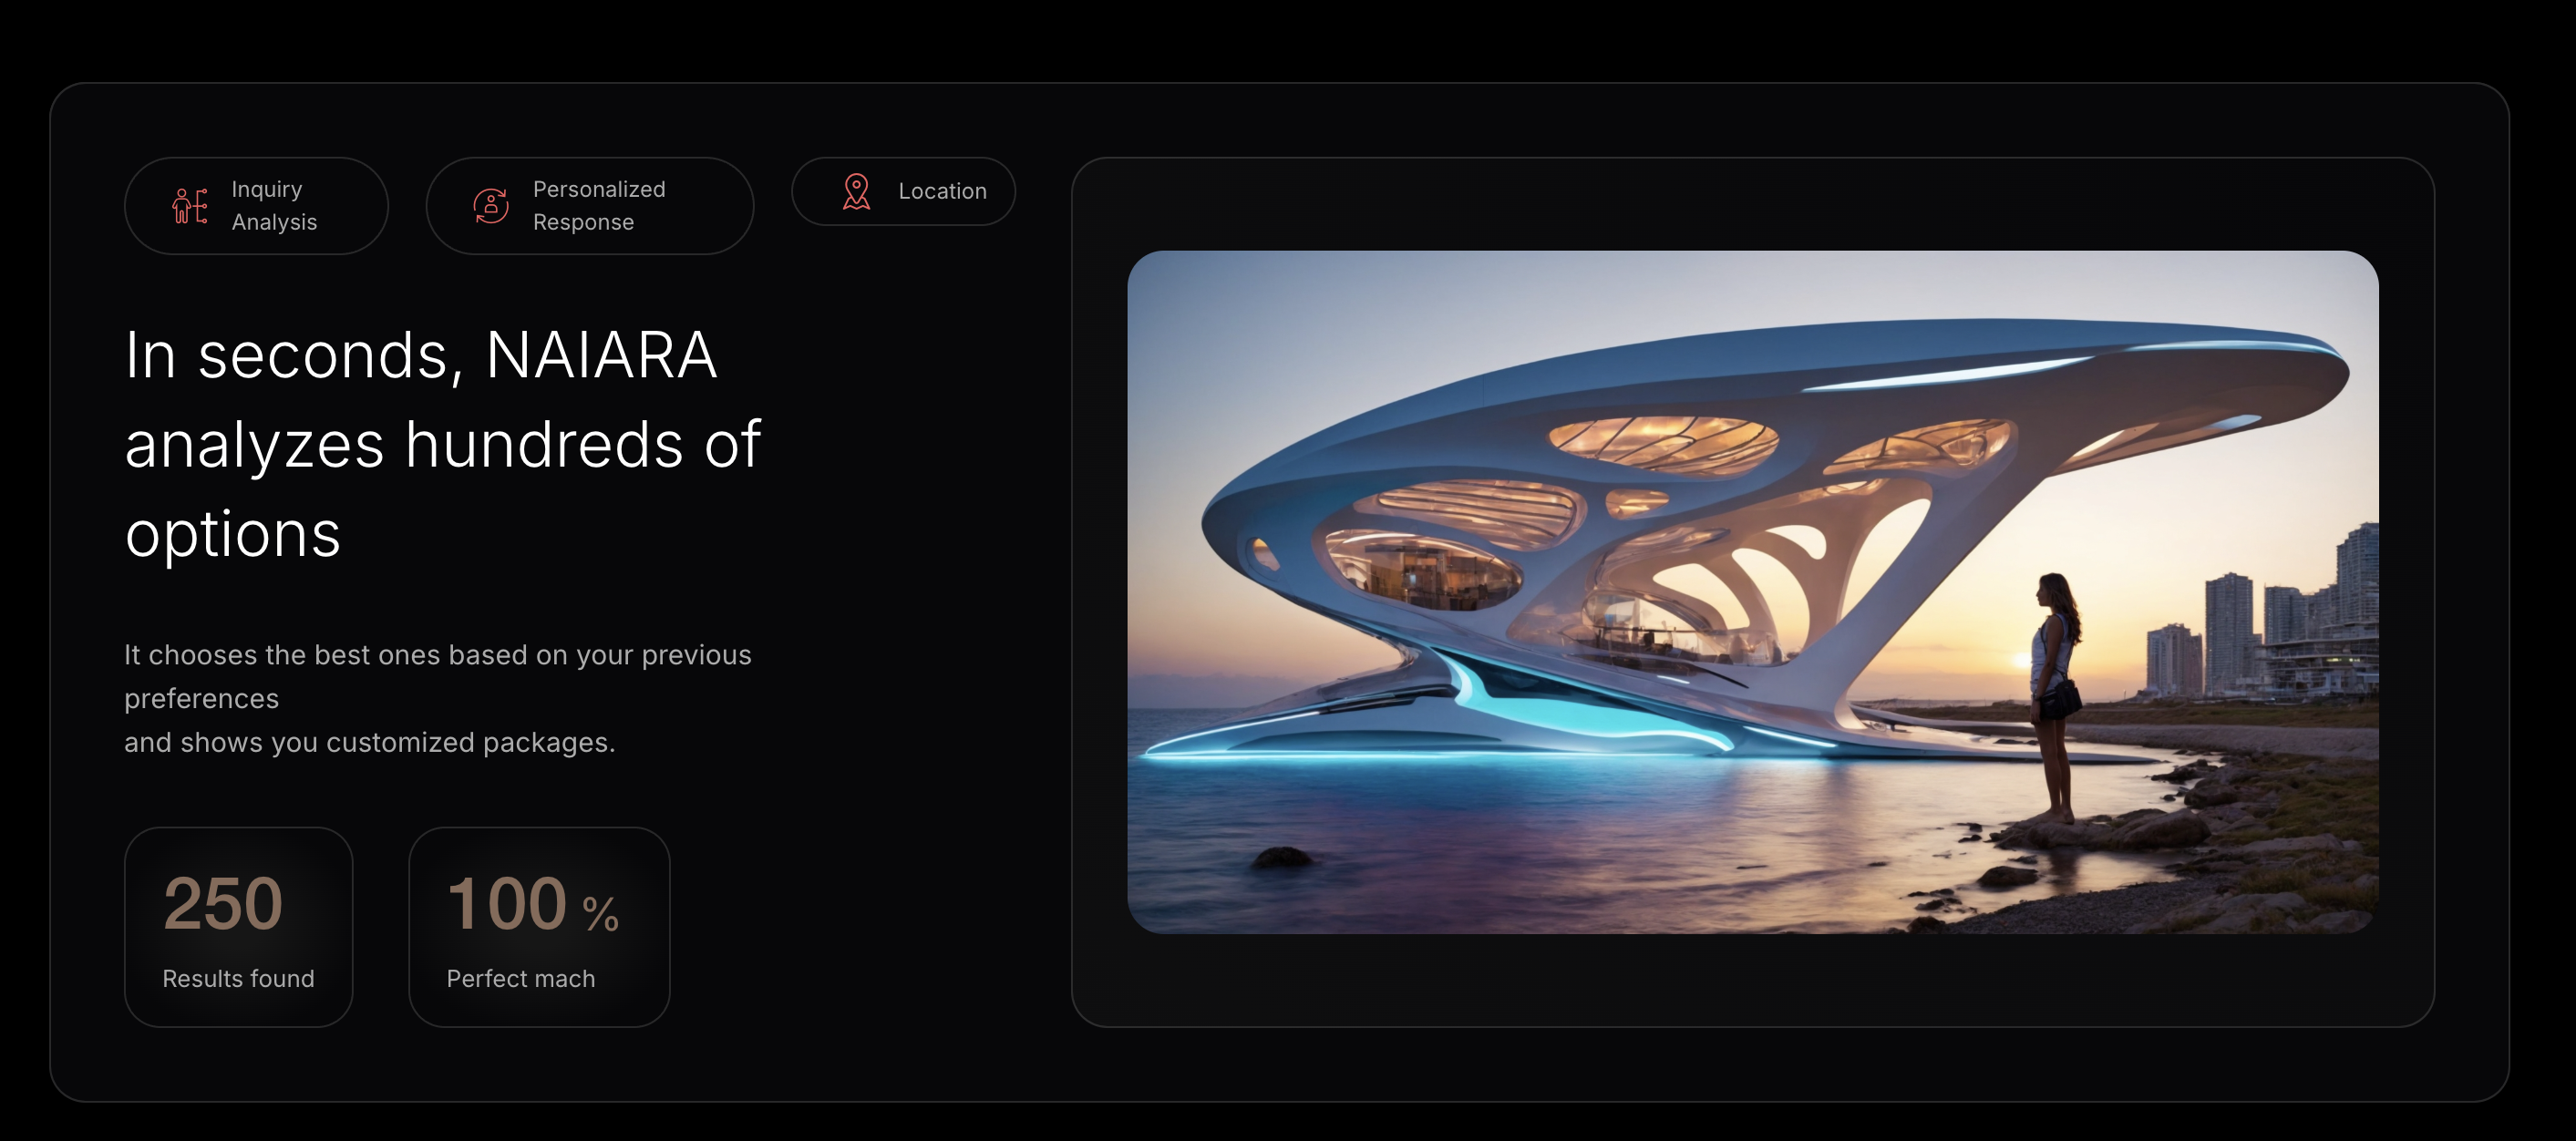 Inquiry
Analysis
Personalized
Response
Location
In seconds, NAIARA
analyzes hundreds of
options
It chooses the best ones based on your previous
preferences
and shows you customized packages.
250
Results found
100 %
Perfect mach